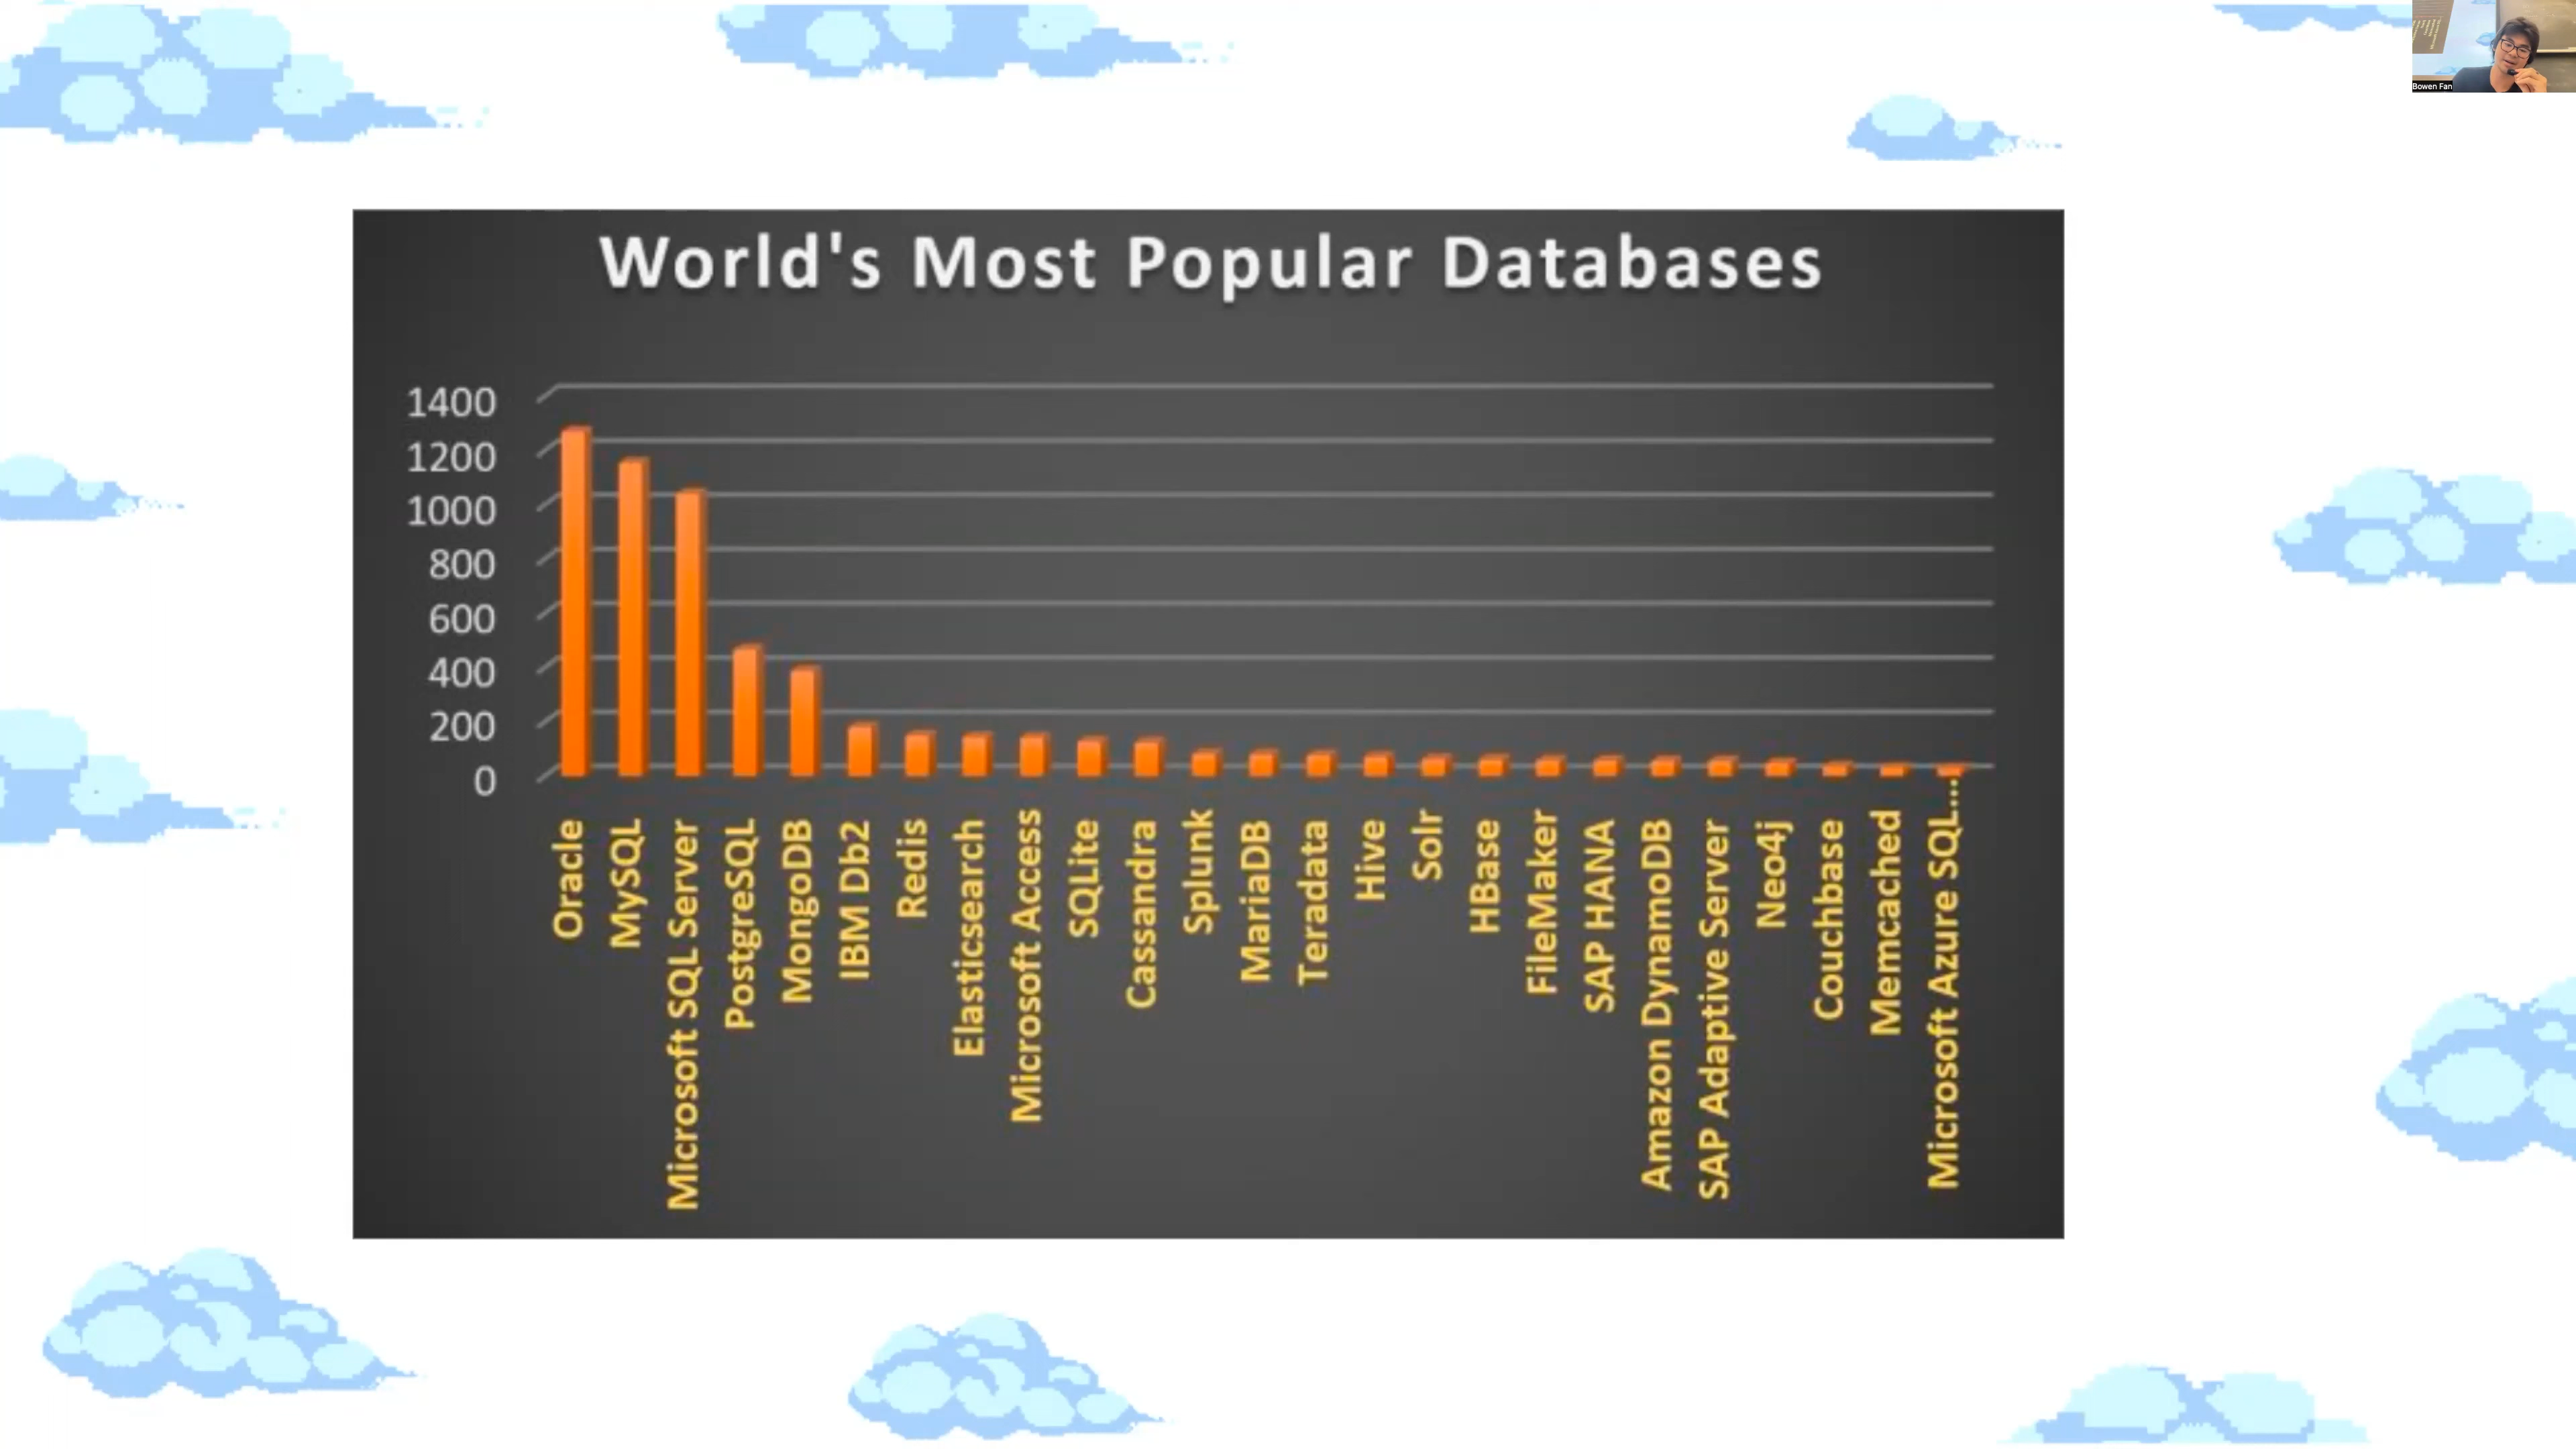 Bowen Fan
World's Most Popular Databases
1400
1200
1000
800
600
400
200
0
Oracle
MySQL
Microsoft SQL Server
PostgreSQL
MongoDB
IBM Db2
Redis
Elasticsearch
Microsoft Access
SQLite
Cassandra
Splunk
MariaDB
Teradata
Hive
Solr
HBase
FileMaker
SAP HANA
Amazon DynamoDB
SAP Adaptive Server
Neo4j
Couchbase
Memcached
Microsoft Azure SQL...